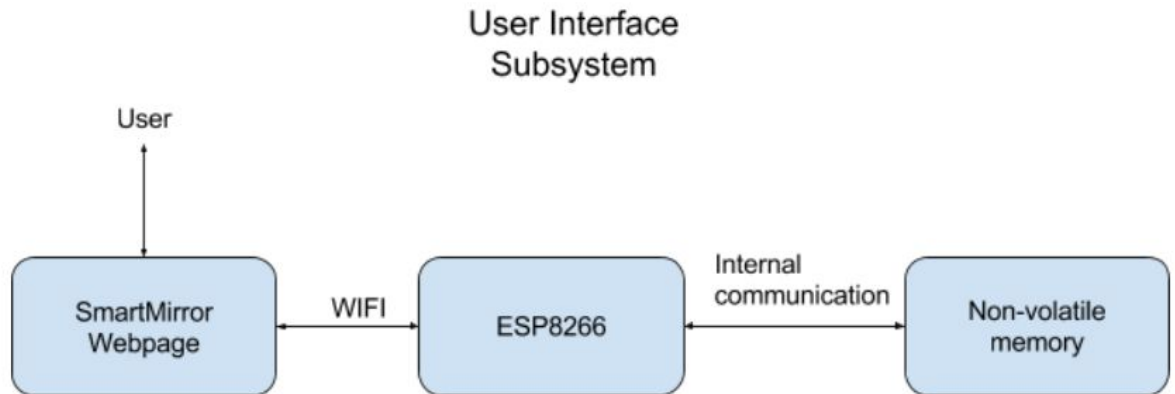 User Interface
Subsystem
User
SmartMirror
Webpage
WIFI
ESP8266
Internal
communication
Non-volatile
memory